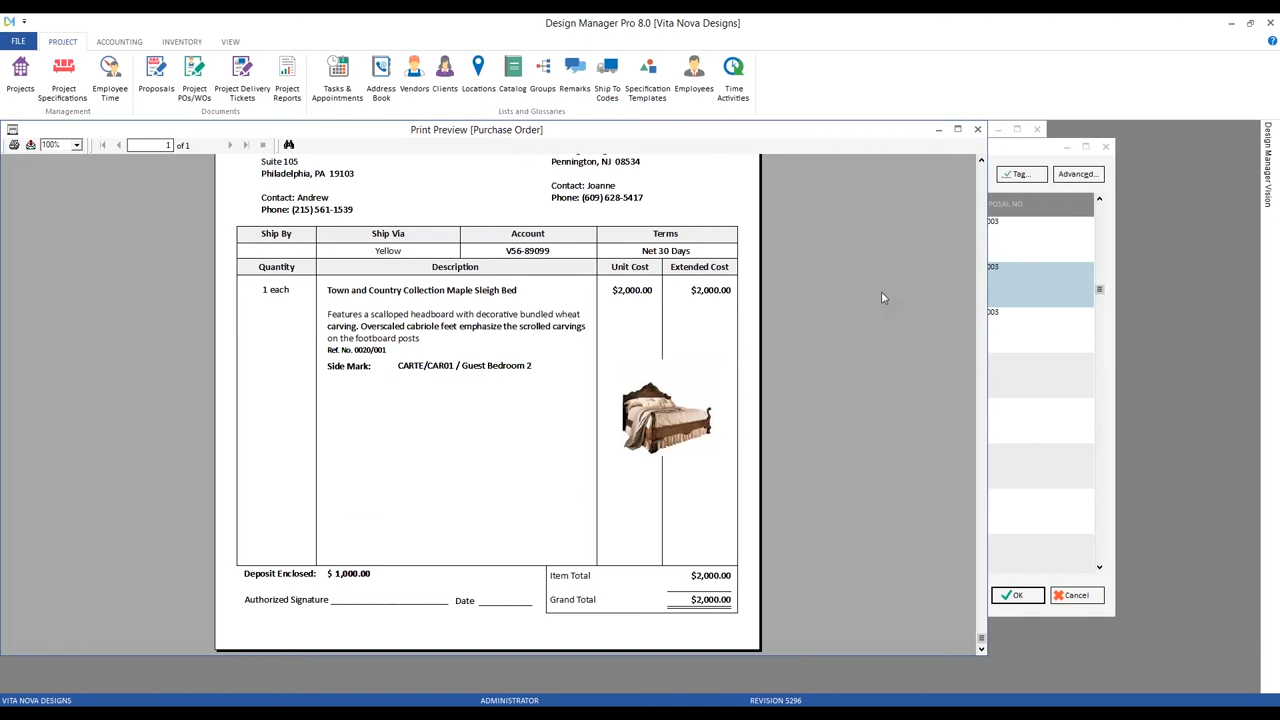 Design Manager Pro 8.0 [Vita Nova Designs]
FILE PROJECT ACCOUNTING INVENTORY VIEW
Projects
Project Specifications
Employee Time
Proposals
Project POs/WOs
Project Delivery Tickets
Project Reports
Tasks & Appointments
Address Book
Vendors
Clients
Locations
Catalog
Groups
Remarks
Ship To Codes
Specification Templates
Employees
Time Activities
Management Documents Lists and Glossaries
Print Preview [Purchase Order]
100% 1 of 1
Suite 105
Philadelphia, PA 19103
Contact: Andrew
Phone: (215) 561-1539
Pennington, NJ 08534
Contact: Joanne
Phone: (609) 628-5417
Ship By Ship Via Account Terms
Yellow V56-89099 Net 30 Days
Quantity Description Unit Cost Extended Cost
1 each Town and Country Collection Maple Sleigh Bed $2,000.00 $2,000.00
Features a scalloped headboard with decorative bundled wheat
carving. Overscaled cabriole feet emphasize the scrolled carvings
on the footboard posts
Ref. No. 0020/001
Side Mark: CARTE/CAR01 / Guest Bedroom 2
Deposit Enclosed: $ 1,000.00
Item Total $2,000.00
Authorized Signature Date
Grand Total $2,000.00
Tag... Advanced...
POSAL NO.
003
003
003
OK Cancel
Design Manager Vision
VITA NOVA DESIGNS ADMINISTRATOR REVISION 5296